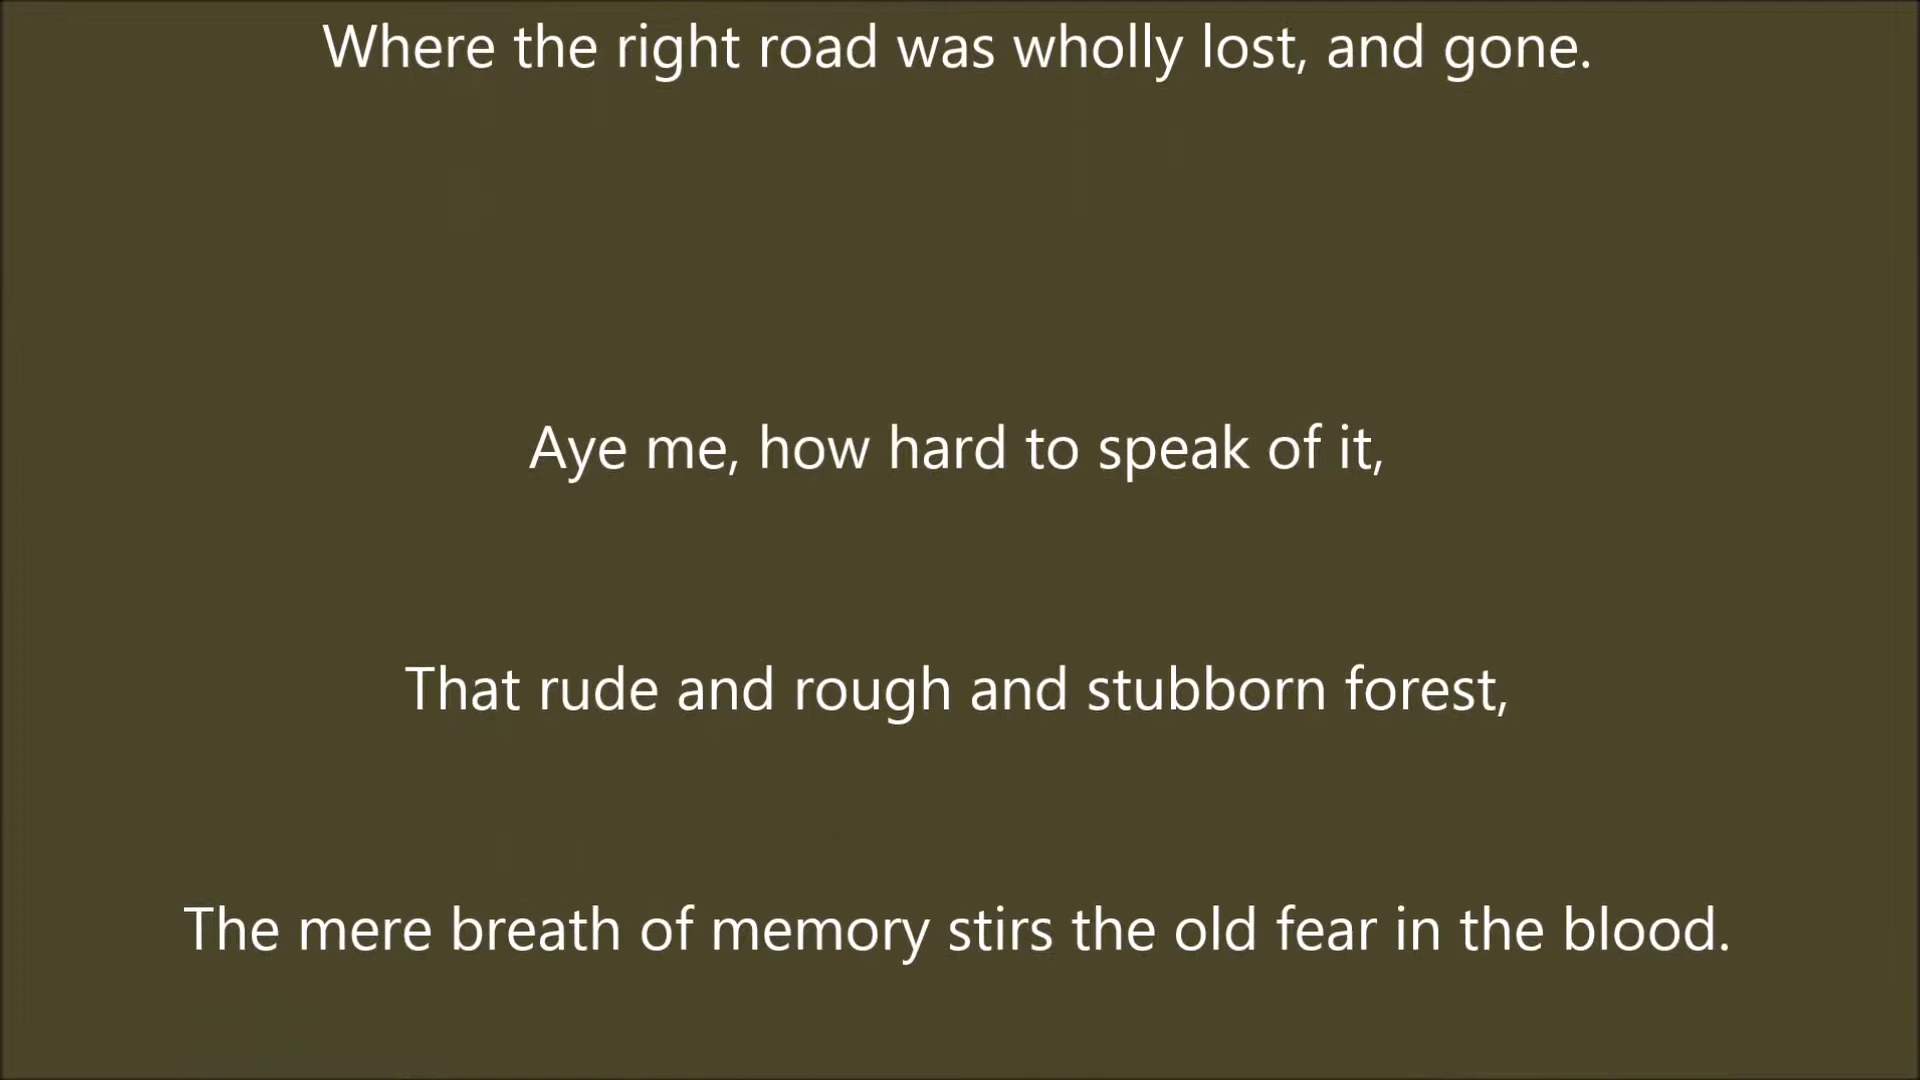 Where the right road was wholly lost, and gone.
Aye me, how hard to speak of it,
That rude and rough and stubborn forest,
The mere breath of memory stirs the old fear in the blood.